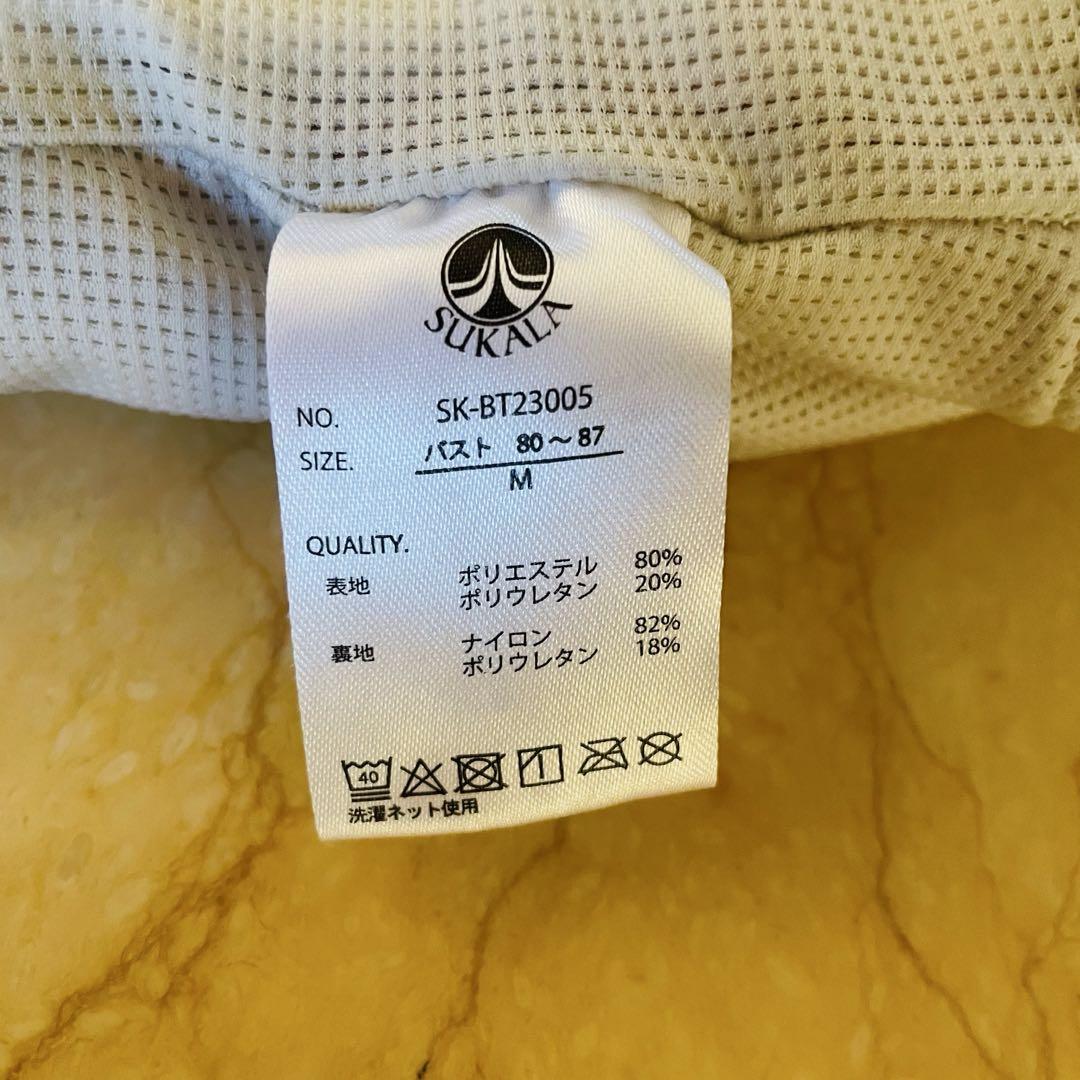 SUKALA
NO. SK-BT23005
SIZE. バスト 80～87
M
QUALITY.
表地 ポリエステル 80%
ポリウレタン 20%
裏地 ナイロン 82%
ポリウレタン 18%
40
洗濯ネット使用